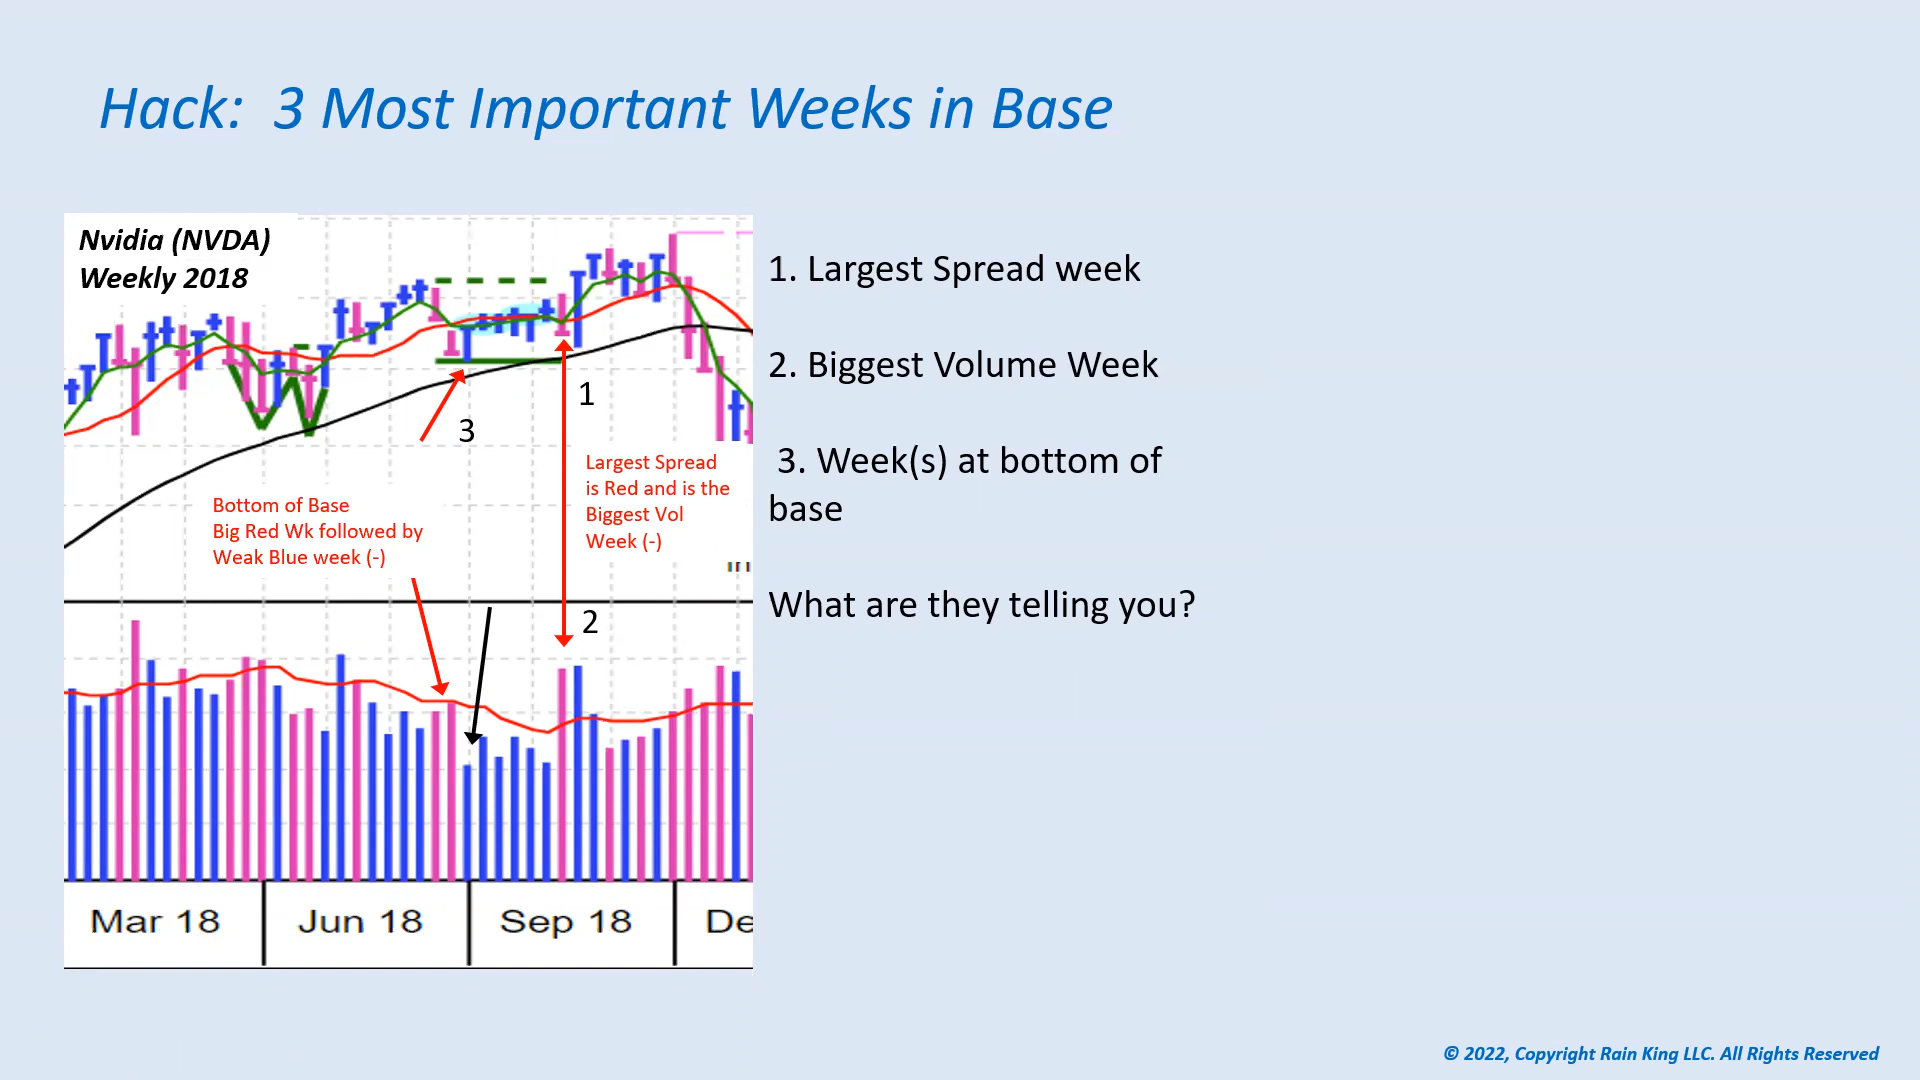 Hack:  3 Most Important Weeks in Base
Nvidia (NVDA)
Weekly 2018
1. Largest Spread week
2. Biggest Volume Week
3. Week(s) at bottom of
base
What are they telling you?
1
3
Largest Spread
is Red and is the
Biggest Vol
Week (-)
Bottom of Base
Big Red Wk followed by
Weak Blue week (-)
2
Mar 18
Jun 18
Sep 18
De
© 2022, Copyright Rain King LLC. All Rights Reserved